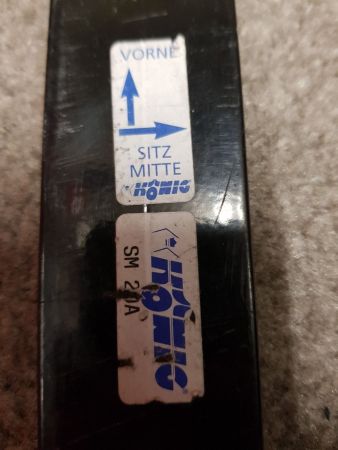 VORNE
SITZ
MITTE
KÖNIG
KÖNIG
SM 20A